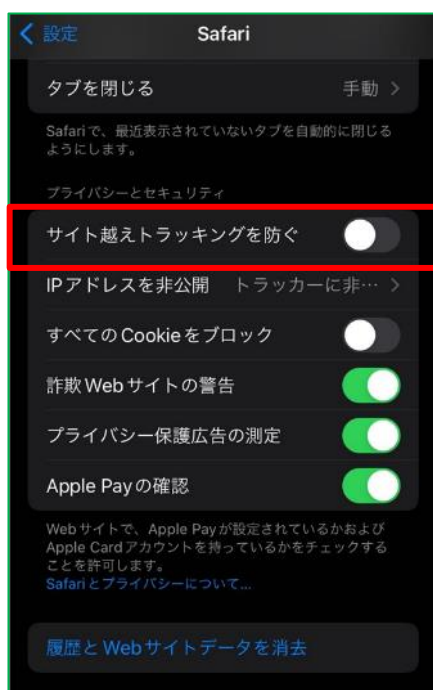 設定
Safari
タブを閉じる 手動
Safariで、最近表示されていないタブを自動的に閉じる
ようにします。
プライバシーとセキュリティ
サイト越えトラッキングを防ぐ
IPアドレスを非公開 トラッカーに非…
すべてのCookieをブロック
詐欺Webサイトの警告
プライバシー保護広告の測定
Apple Payの確認
Webサイトで、Apple Payが設定されているかおよび
Apple Cardアカウントを持っているかをチェックする
ことを許可します。
Safariとプライバシーについて...
履歴とWebサイトデータを消去